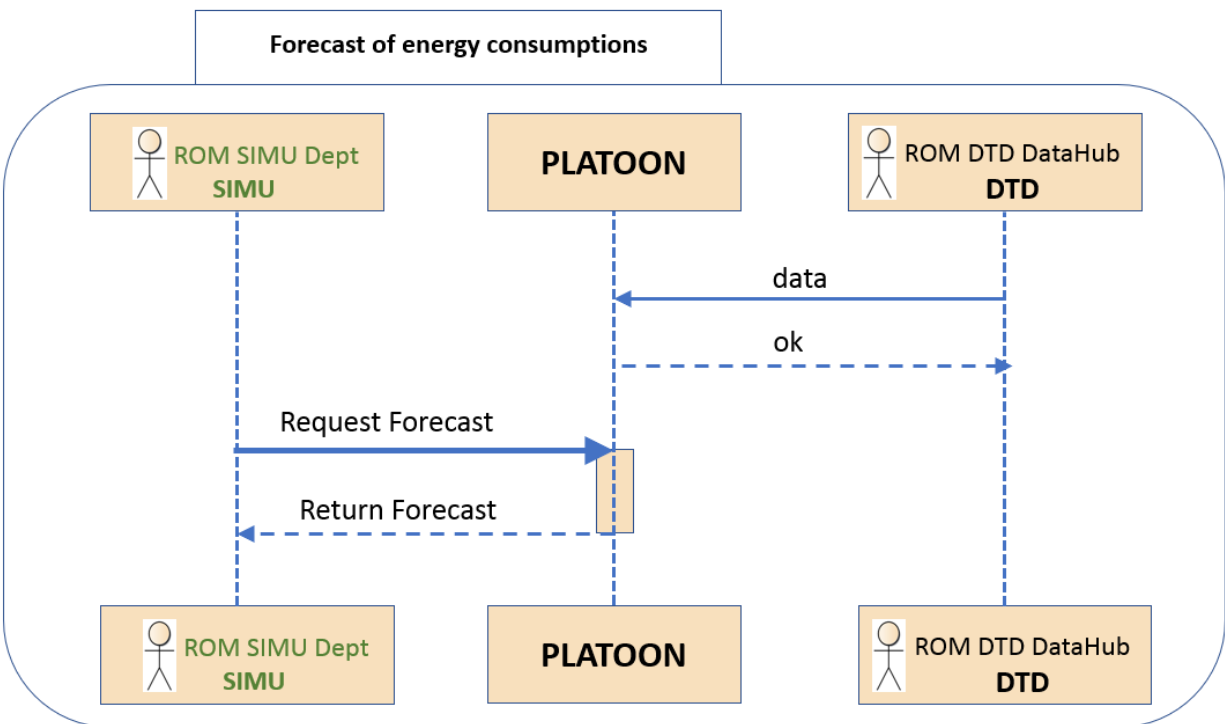 Forecast of energy consumptions
ROM SIMU Dept
SIMU
PLATOON
ROM DTD DataHub
DTD
data
ok
Request Forecast
Return Forecast
ROM SIMU Dept
SIMU
PLATOON
ROM DTD DataHub
DTD